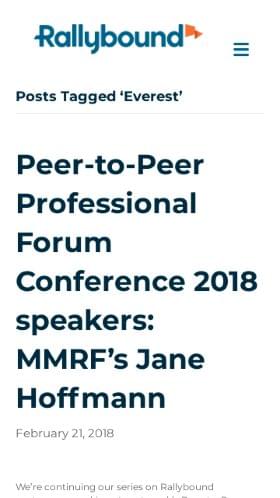 Rallybound
Posts Tagged ‘Everest’
Peer-to-Peer
Professional
Forum
Conference 2018
speakers:
MMRF’s Jane
Hoffmann
February 21, 2018
We’re continuing our series on Rallybound